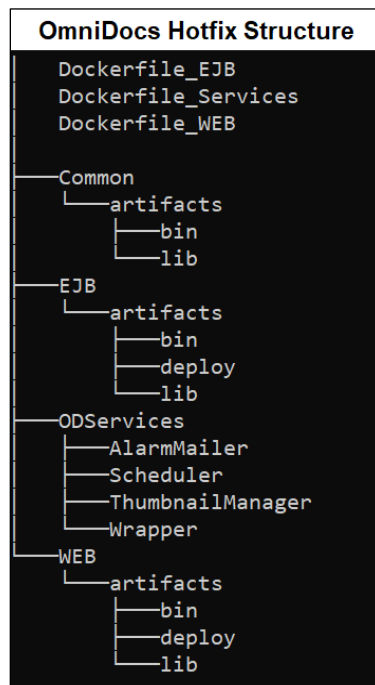 OmniDocs Hotfix Structure
│   Dockerfile_EJB
│   Dockerfile_Services
│   Dockerfile_WEB
│
├───Common
│   └───artifacts
│       ├───bin
│       └───lib
├───EJB
│   └───artifacts
│       ├───bin
│       ├───deploy
│       └───lib
├───ODServices
│   ├───AlarmMailer
│   ├───Scheduler
│   ├───ThumbnailManager
│   └───Wrapper
└───WEB
    └───artifacts
        ├───bin
        ├───deploy
        └───lib